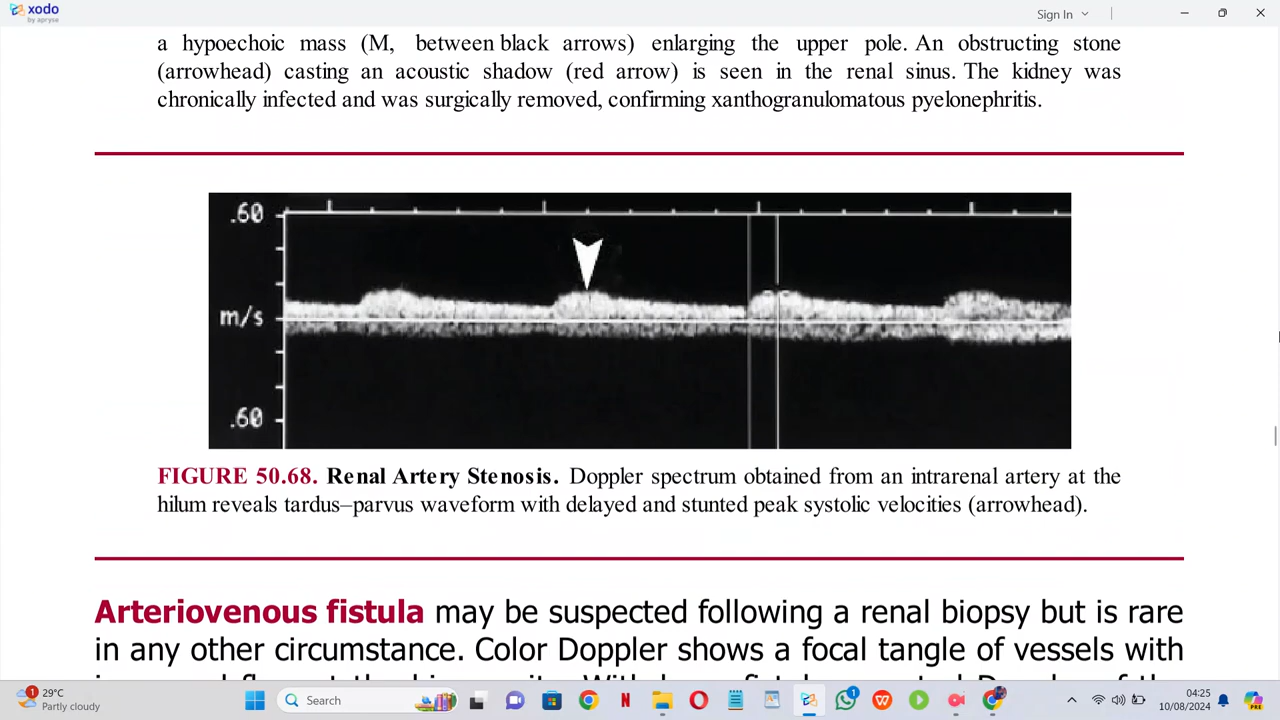 xodo
by apryse
Sign In
a hypoechoic mass (M, between black arrows) enlarging the upper pole. An obstructing stone
(arrowhead) casting an acoustic shadow (red arrow) is seen in the renal sinus. The kidney was
chronically infected and was surgically removed, confirming xanthogranulomatous pyelonephritis.
.60
m/s
.60
FIGURE 50.68. Renal Artery Stenosis. Doppler spectrum obtained from an intrarenal artery at the
hilum reveals tardus–parvus waveform with delayed and stunted peak systolic velocities (arrowhead).
Arteriovenous fistula may be suspected following a renal biopsy but is rare
in any other circumstance. Color Doppler shows a focal tangle of vessels with
1
29°C
Partly cloudy
Search
1
04:25
10/08/2024
PRE